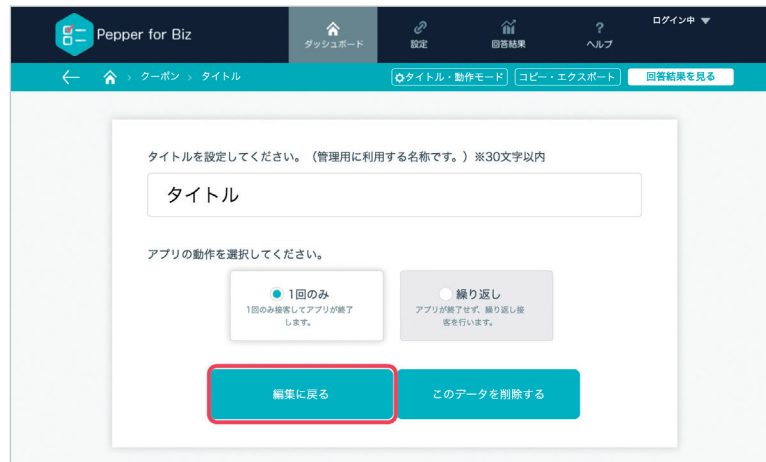 Pepper for Biz
ダッシュボード
設定
回答結果
?
ヘルプ
ログイン中 ▼
← > クーポン > タイトル
タイトル・動作モード
コピー・エクスポート
回答結果を見る
タイトルを設定してください。（管理用に利用する名称です。）※30文字以内
タイトル
アプリの動作を選択してください。
1回のみ
1回のみ接客してアプリが終了
します。
繰り返し
アプリが終了せず、繰り返し接
客を行います。
編集に戻る
このデータを削除する